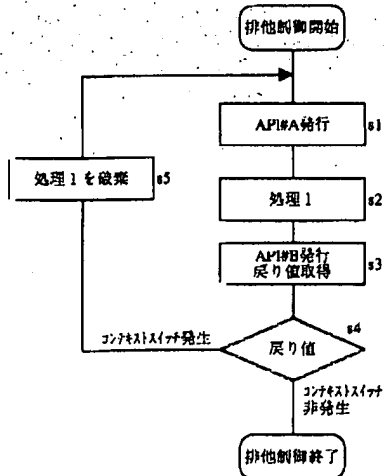 排他制御開始
API#A発行
s1
処理１を破棄
s5
処理１
s2
API#B発行
戻り値取得
s3
s4
コンテキストスイッチ発生
戻り値
コンテキストスイッチ
非発生
排他制御終了